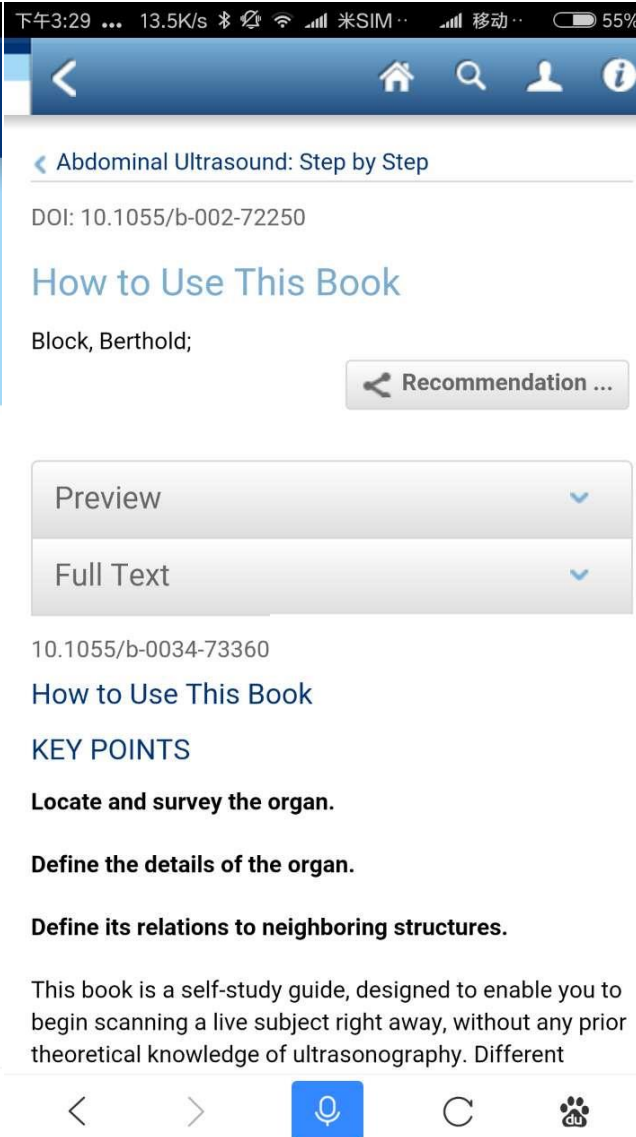 下午3:29 ... 13.5K/s 米SIM·· 移动·· 55%
Abdominal Ultrasound: Step by Step
DOI: 10.1055/b-002-72250
How to Use This Book
Block, Berthold;
Recommendation ...
Preview
Full Text
10.1055/b-0034-73360
How to Use This Book
KEY POINTS
Locate and survey the organ.
Define the details of the organ.
Define its relations to neighboring structures.
This book is a self-study guide, designed to enable you to
begin scanning a live subject right away, without any prior
theoretical knowledge of ultrasonography. Different
du